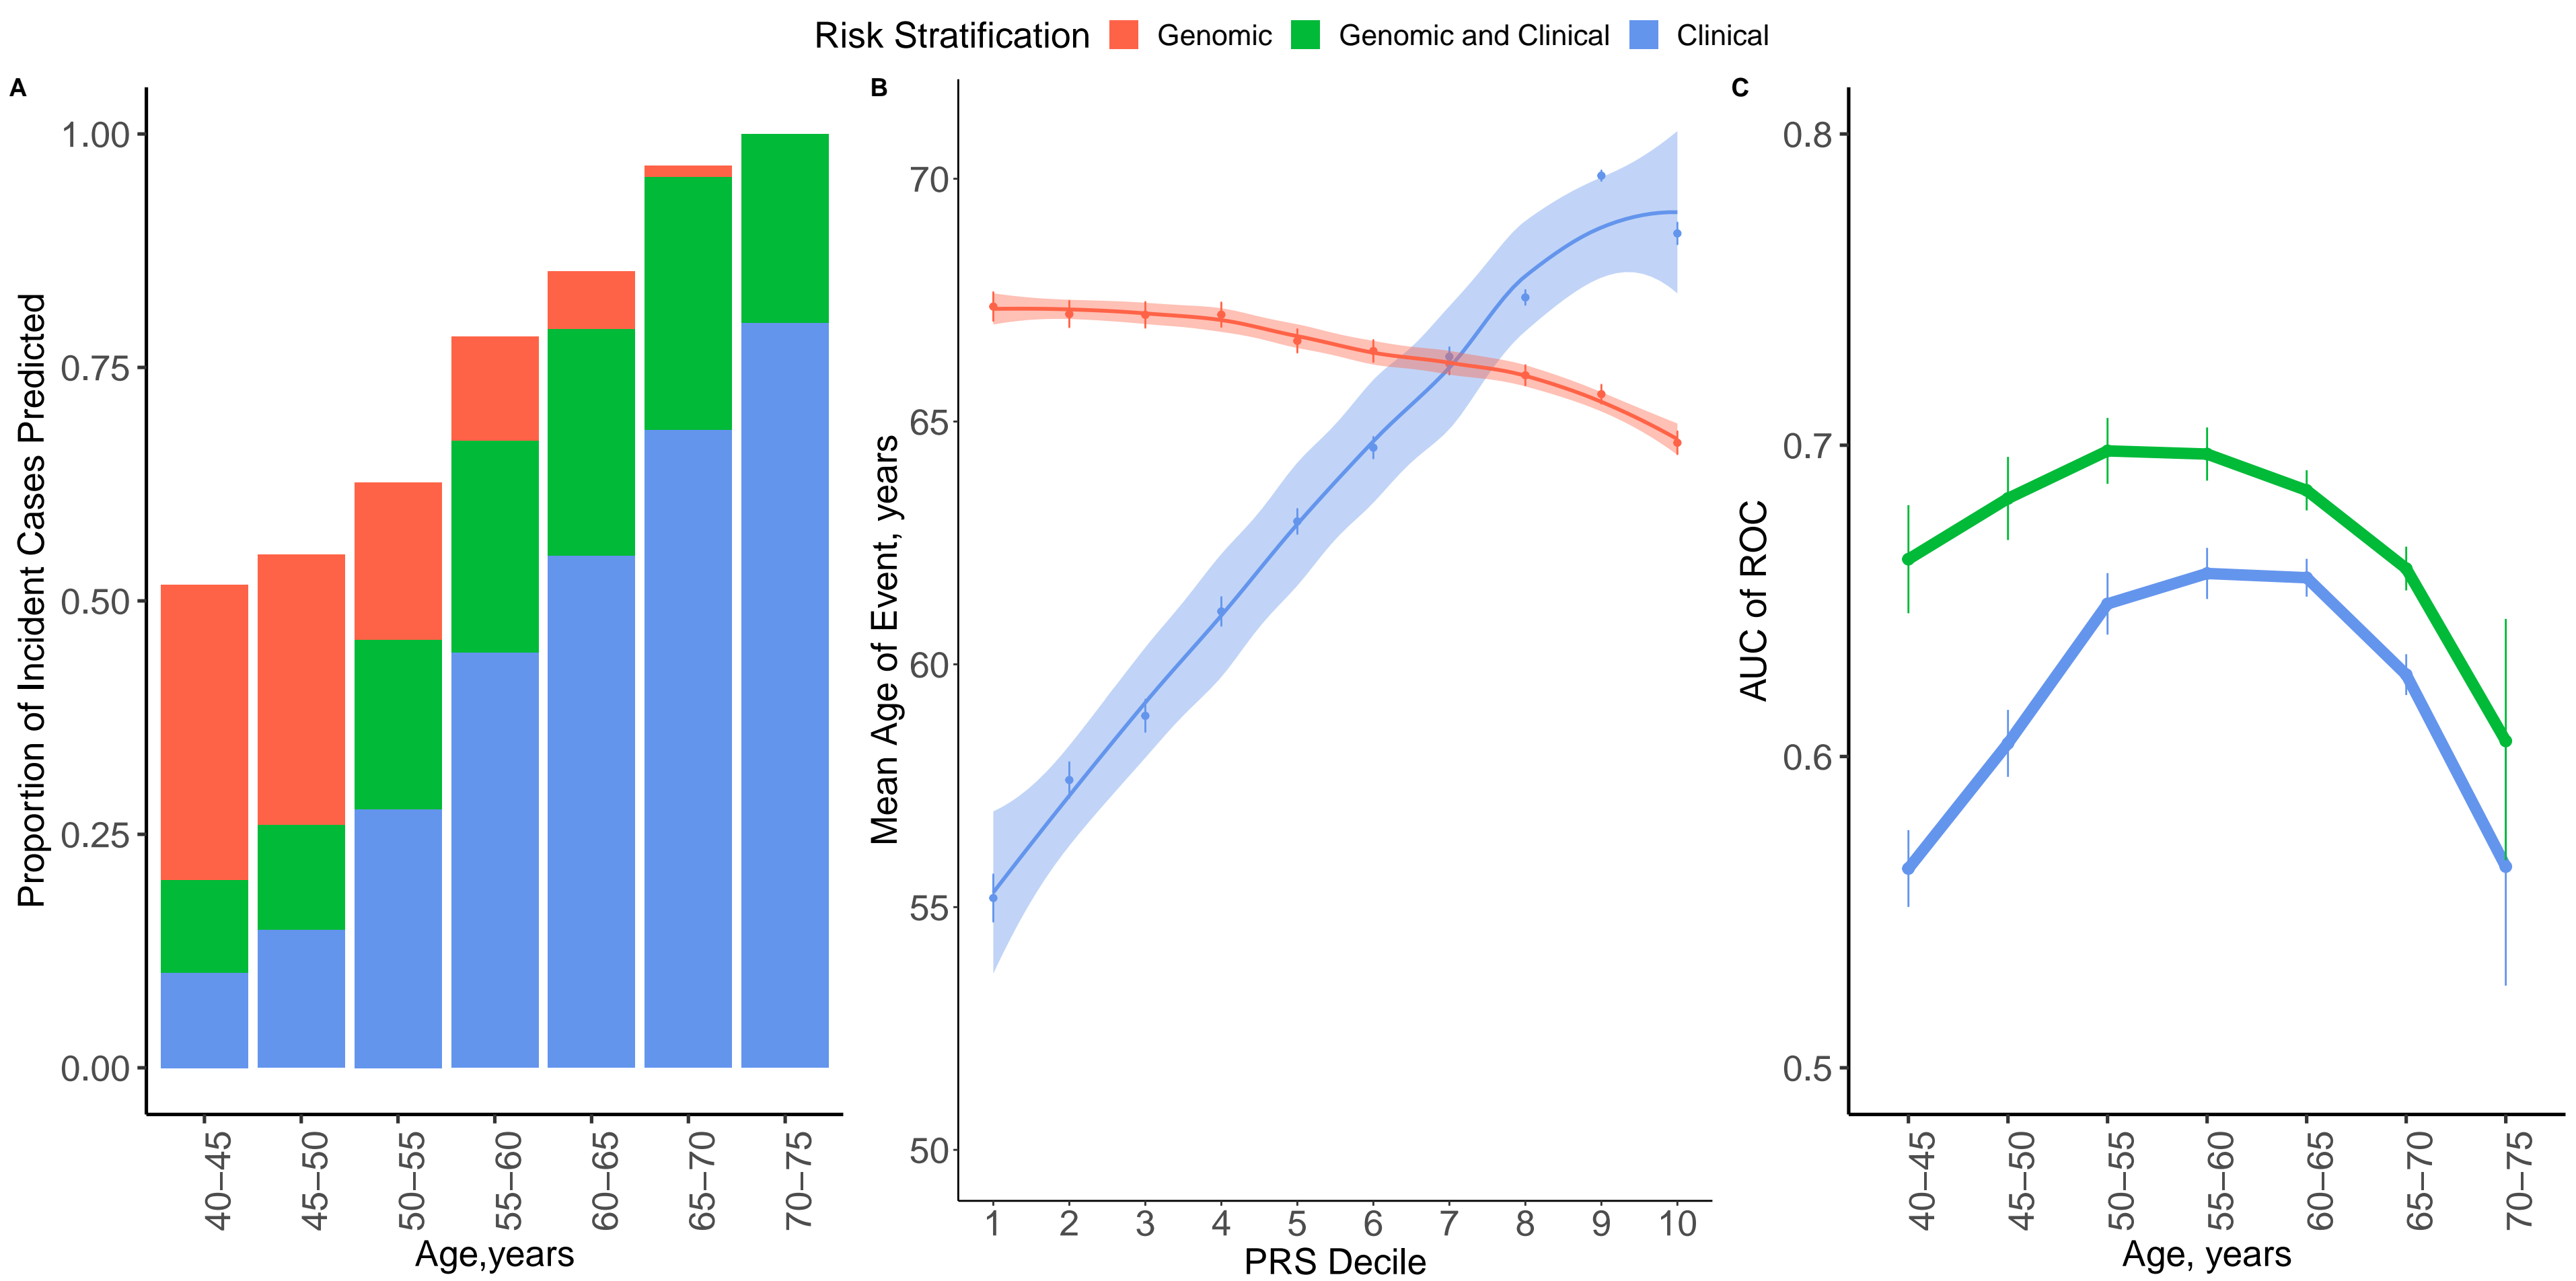 Risk Stratification Genomic Genomic and Clinical Clinical
A
Proportion of Incident Cases Predicted
1.00
0.75
0.50
0.25
0.00
40−45 45−50 50−55 55−60 60−65 65−70 70−75
Age,years
B
Mean Age of Event, years
70
65
60
55
50
1 2 3 4 5 6 7 8 9 10
PRS Decile
C
AUC of ROC
0.8
0.7
0.6
0.5
40−45 45−50 50−55 55−60 60−65 65−70 70−75
Age, years